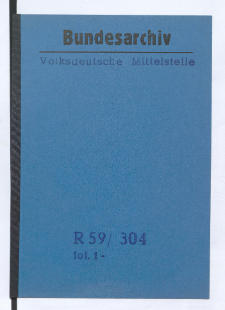 Bundesarchiv
Volksdeutsche Mittelstelle
R 59/ 304
fol. 1 -